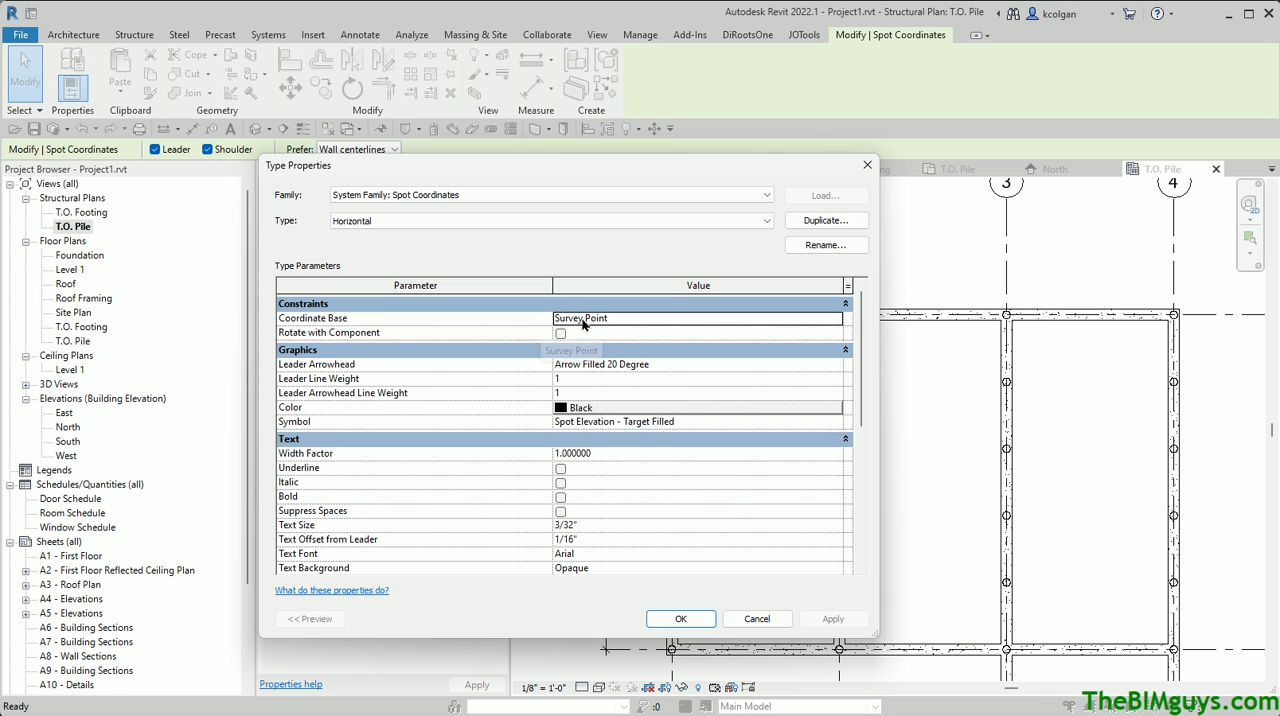 Autodesk Revit 2022.1 - Project1.rvt - Structural Plan: T.O. Pile
kcolgan
File Architecture Structure Steel Precast Systems Insert Annotate Analyze Massing & Site Collaborate View Manage Add-Ins DiRootsOne JOTools Modify | Spot Coordinates
Modify
Paste
Cope
Cut
Join
Select Properties Clipboard Geometry Modify View Measure Create
Modify | Spot Coordinates Leader Shoulder Prefer: Wall centerlines
Project Browser - Project1.rvt
Views (all)
Structural Plans
T.O. Footing
T.O. Pile
Floor Plans
Foundation
Level 1
Roof
Roof Framing
Site Plan
T.O. Footing
T.O. Pile
Ceiling Plans
Level 1
3D Views
Elevations (Building Elevation)
East
North
South
West
Legends
Schedules/Quantities (all)
Door Schedule
Room Schedule
Window Schedule
Sheets (all)
A1 - First Floor
A2 - First Floor Reflected Ceiling Plan
A3 - Roof Plan
A4 - Elevations
A5 - Elevations
A6 - Building Sections
A7 - Building Sections
A8 - Wall Sections
A9 - Building Sections
A10 - Details
Type Properties
Family: System Family: Spot Coordinates Load...
Type: Horizontal Duplicate...
Rename...
Type Parameters
Parameter Value =
Constraints
Coordinate Base Survey Point
Rotate with Component
Survey Point
Graphics
Leader Arrowhead Arrow Filled 20 Degree
Leader Line Weight 1
Leader Arrowhead Line Weight 1
Color Black
Symbol Spot Elevation - Target Filled
Text
Width Factor 1.000000
Underline
Italic
Bold
Suppress Spaces
Text Size 3/32"
Text Offset from Leader 1/16"
Text Font Arial
Text Background Opaque
What do these properties do?
<< Preview OK Cancel Apply
Properties help Apply
T.O. Pile North T.O. Pile
3 4
1/8" = 1'-0"
Ready :0 Main Model
TheBIMguys.com